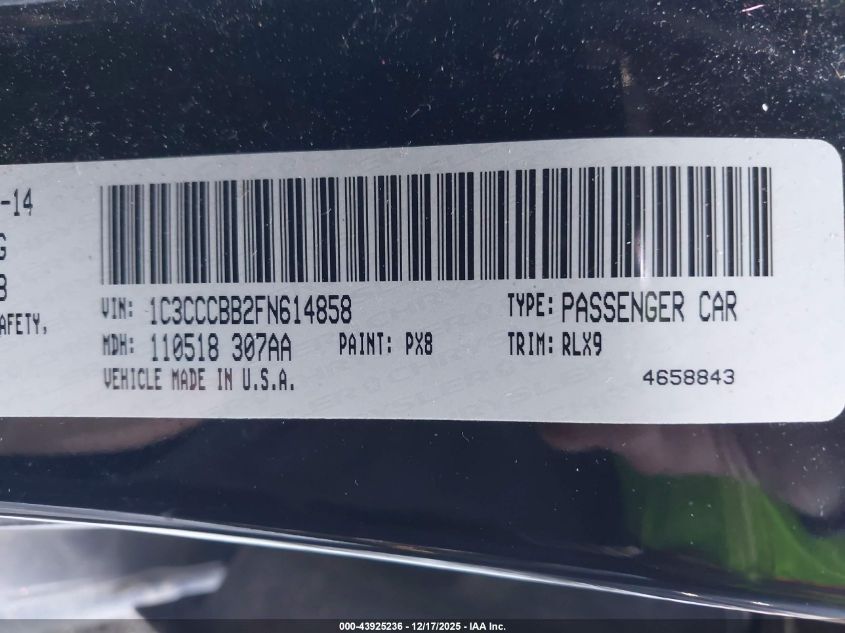 -14
G
B
AFETY,
VIN: 1C3CCCBB2FN614858 TYPE: PASSENGER CAR
MDH: 110518 307AA PAINT: PX8 TRIM: RLX9
VEHICLE MADE IN U.S.A. 4658843
000-43925236 - 12/17/2025 - IAA Inc.